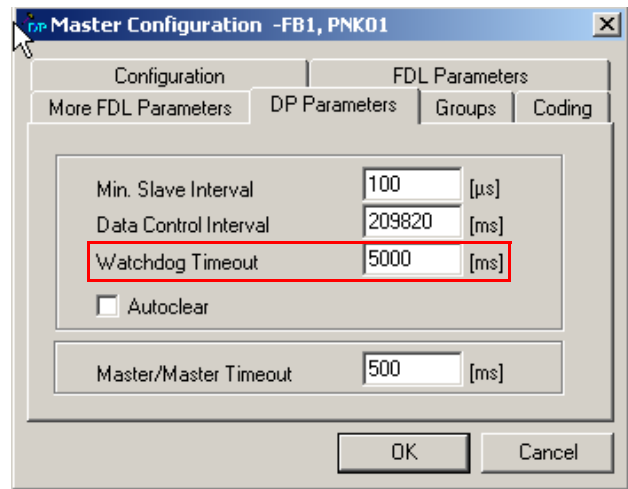 Master Configuration -FB1, PNK01
Configuration FDL Parameters
More FDL Parameters DP Parameters Groups Coding
Min. Slave Interval 100 [µs]
Data Control Interval 209820 [ms]
Watchdog Timeout 5000 [ms]
Autoclear
Master/Master Timeout 500 [ms]
OK Cancel